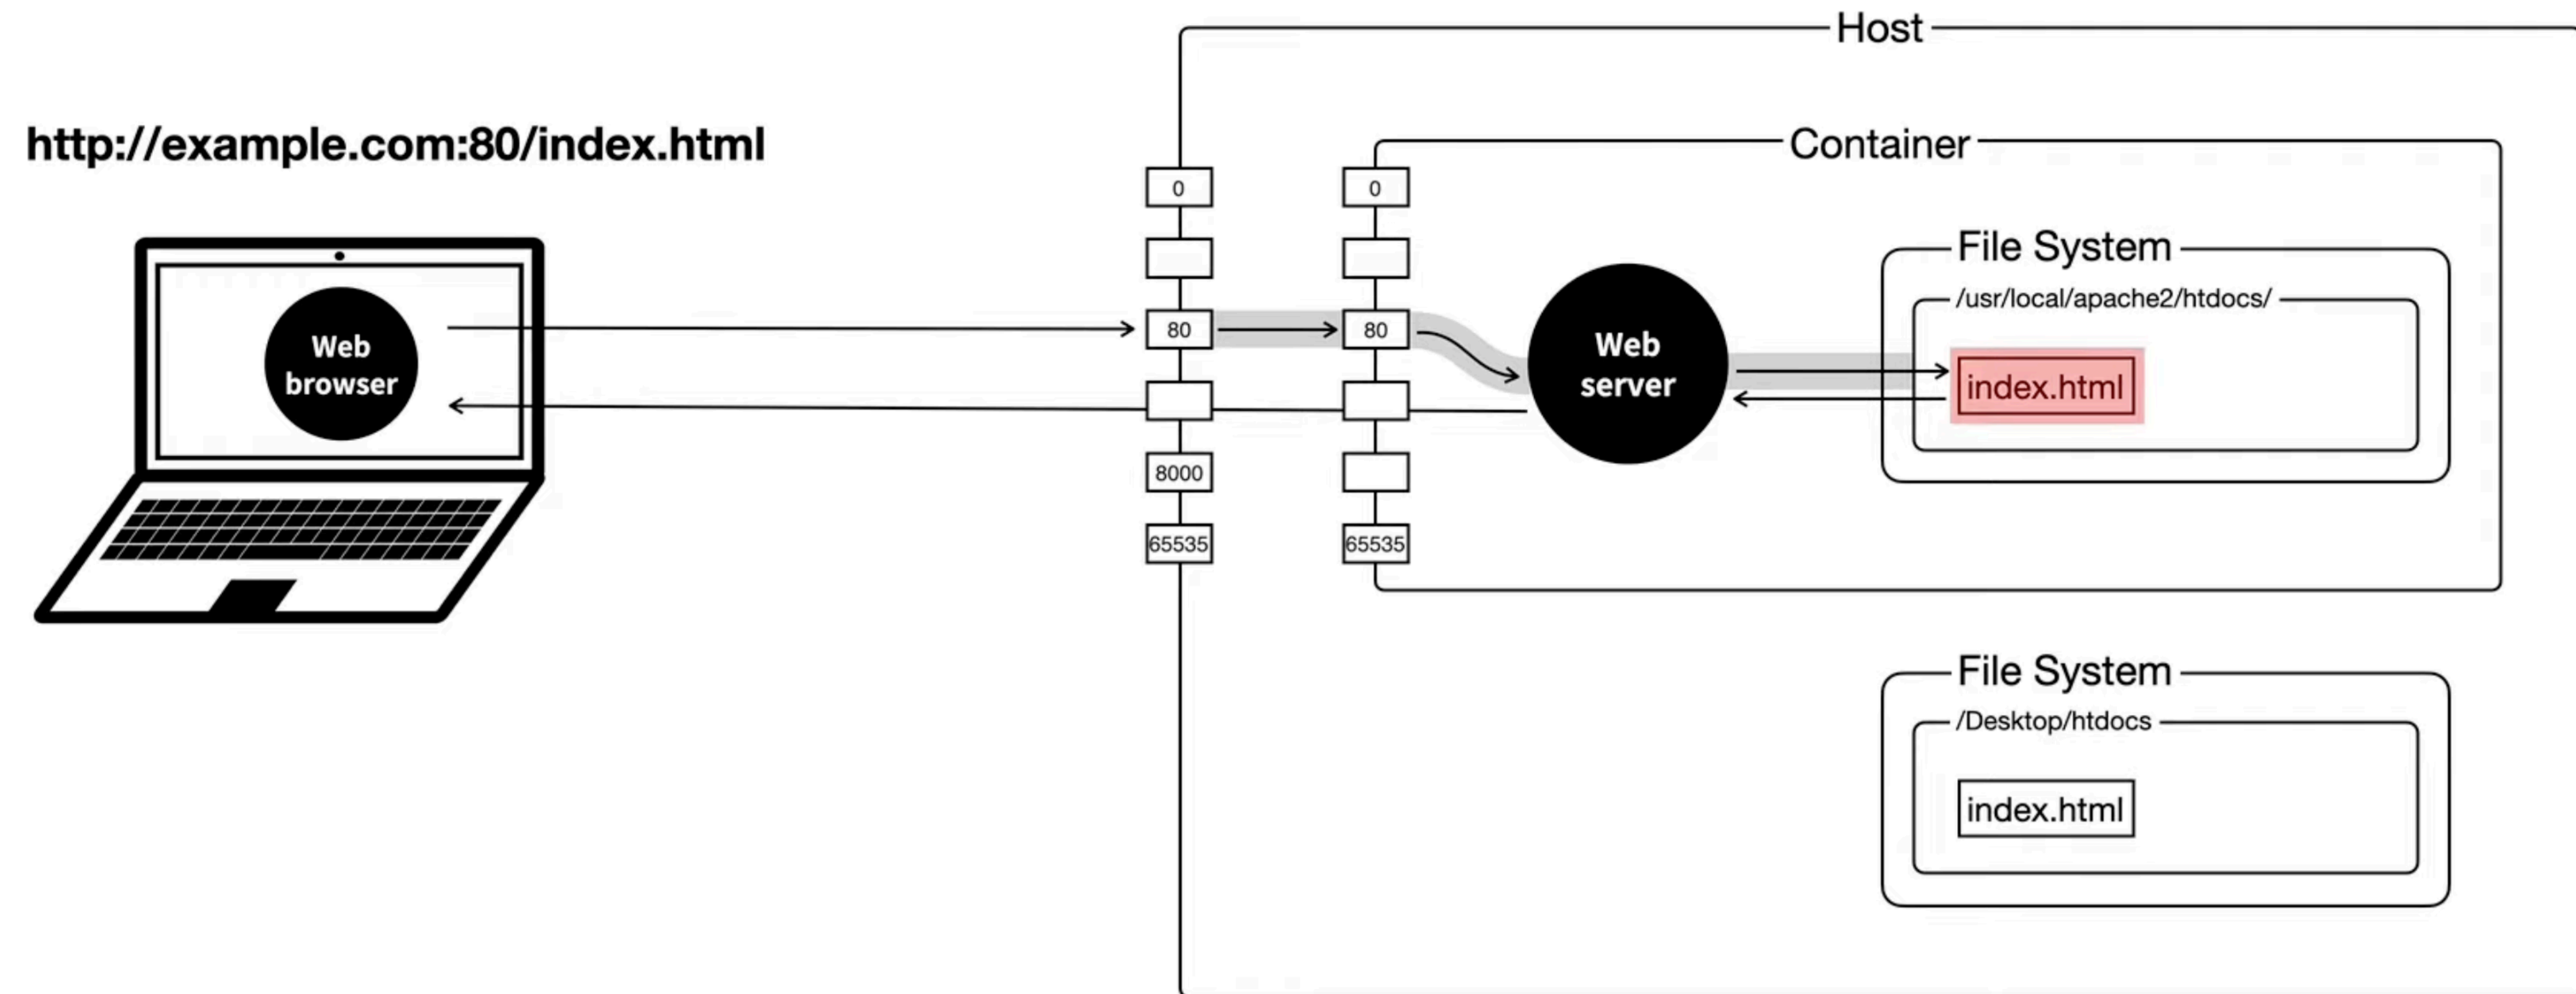 Host
http://example.com:80/index.html
Container
0
0
File System
/usr/local/apache2/htdocs/
80
80
Web
browser
Web
server
index.html
8000
65535
65535
File System
/Desktop/htdocs
index.html